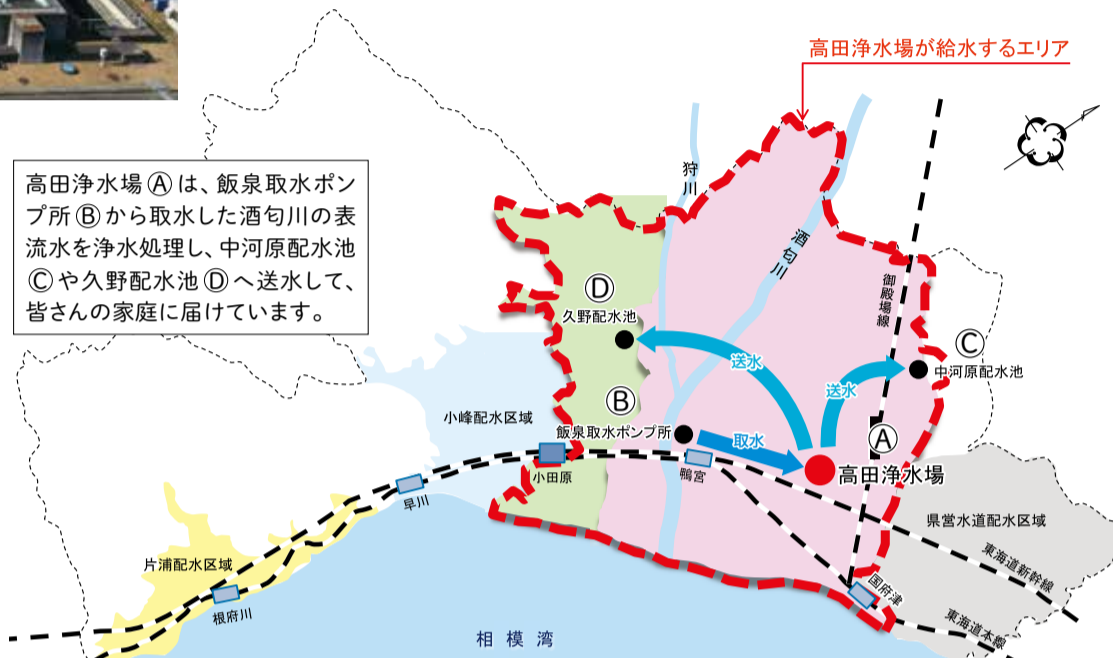 高田浄水場が給水するエリア
高田浄水場Ⓐは、飯泉取水ポン
プ所Ⓑから取水した酒匂川の表
流水を浄水処理し、中河原配水池
Ⓒや久野配水池Ⓓへ送水して、
皆さんの家庭に届けています。
狩川
酒匂川
御殿場線
Ⓓ
久野配水池
Ⓒ
中河原配水池
送水
送水
Ⓑ
飯泉取水ポンプ所
取水
Ⓐ
高田浄水場
小峰配水区域
小田原
鴨宮
早川
県営水道配水区域
東海道新幹線
片浦配水区域
根府川
国府津
東海道本線
相模湾